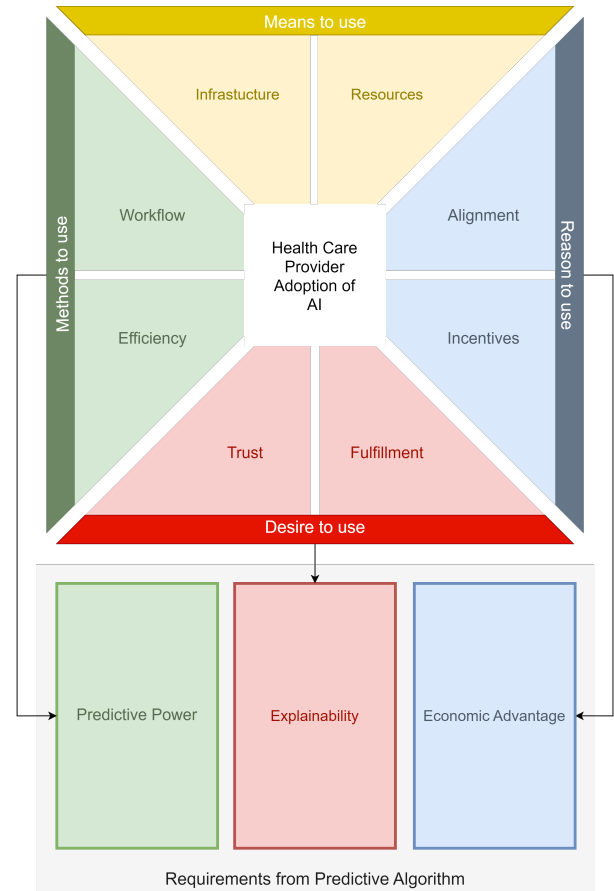 Means to use
Infrastucture
Resources
Workflow
Alignment
Methods to use
Reason to use
Health Care
Provider
Adoption of
AI
Efficiency
Incentives
Trust
Fulfillment
Desire to use
Predictive Power
Explainability
Economic Advantage
Requirements from Predictive Algorithm